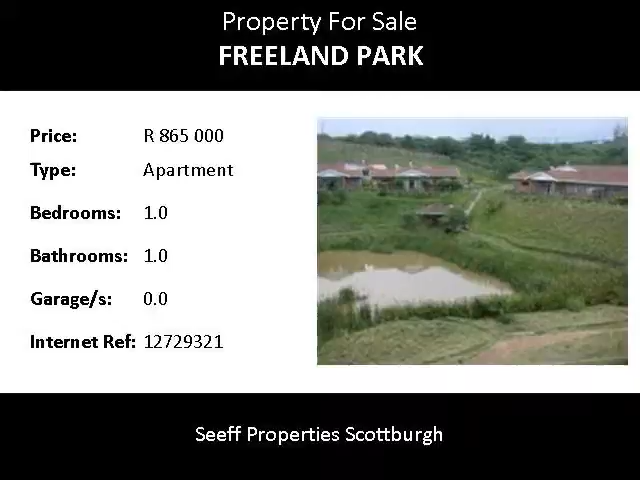 Property For Sale
FREELAND PARK
Price: R 865 000
Type: Apartment
Bedrooms: 1.0
Bathrooms: 1.0
Garage/s: 0.0
Internet Ref: 12729321
Seeff Properties Scottburgh